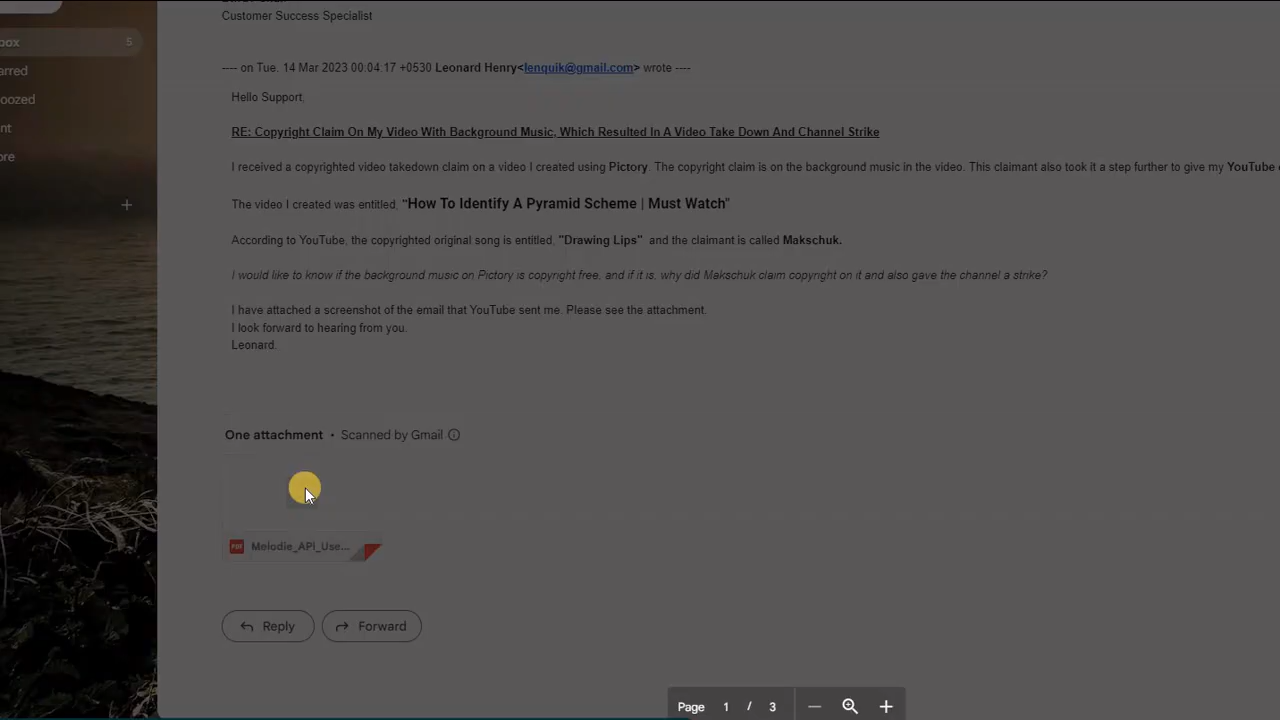 Customer Success Specialist
box 5
---- on Tue. 14 Mar 2023 00:04:17 +0530 Leonard Henry<lenquik@gmail.com> wrote ----
arred
Hello Support,
oozed
nt
RE: Copyright Claim On My Video With Background Music, Which Resulted In A Video Take Down And Channel Strike
ore
I received a copyrighted video takedown claim on a video I created using Pictory. The copyright claim is on the background music in the video. This claimant also took it a step further to give my YouTube
The video I created was entitled, "How To Identify A Pyramid Scheme | Must Watch"
According to YouTube, the copyrighted original song is entitled, "Drawing Lips" and the claimant is called Makschuk.
I would like to know if the background music on Pictory is copyright free, and if it is, why did Makschuk claim copyright on it and also gave the channel a strike?
I have attached a screenshot of the email that YouTube sent me. Please see the attachment.
I look forward to hearing from you.
Leonard.
One attachment • Scanned by Gmail
PDF Melodie_API_Use...
Reply Forward
Page 1 / 3